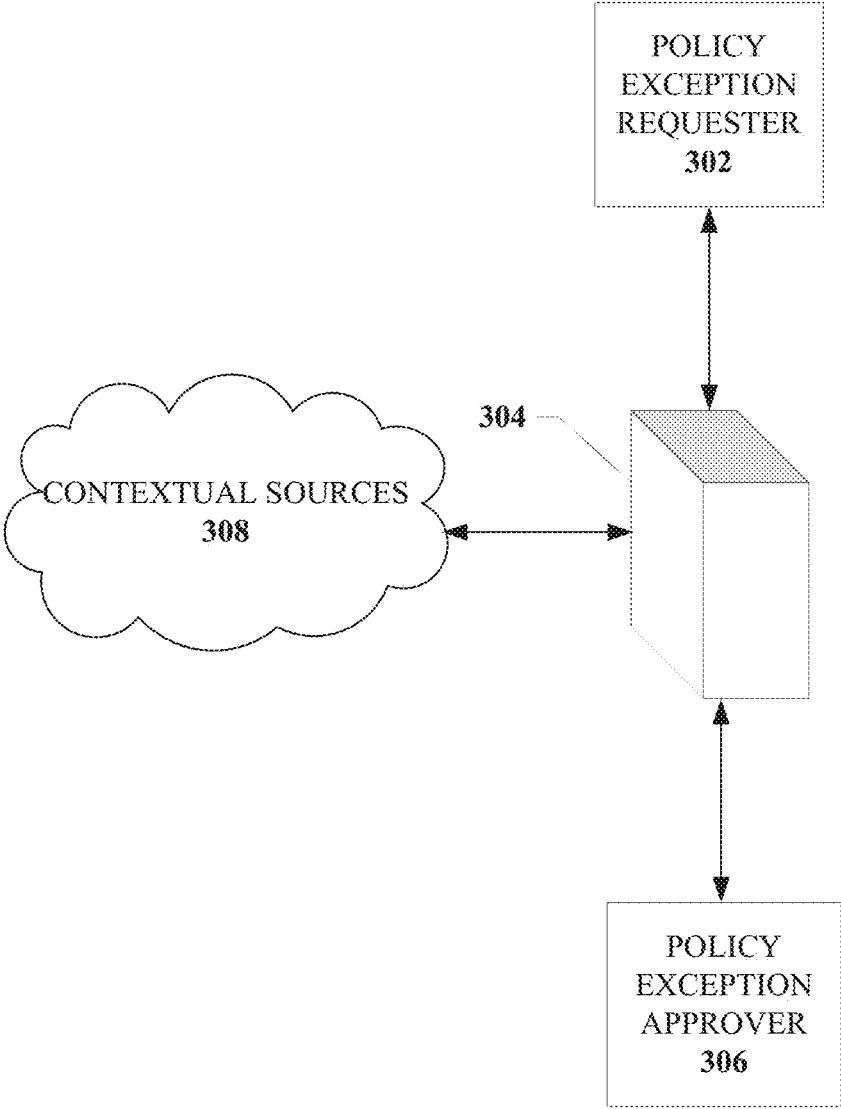 POLICY
EXCEPTION
REQUESTER
302
304
CONTEXTUAL SOURCES
308
POLICY
EXCEPTION
APPROVER
306